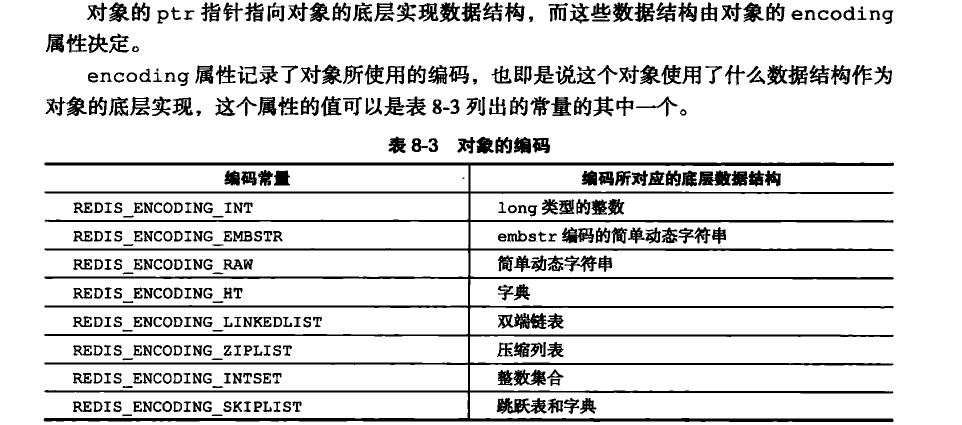 对象的 ptr 指针指向对象的底层实现数据结构，而这些数据结构由对象的 encoding
属性决定。
encoding 属性记录了对象所使用的编码，也即是说这个对象使用了什么数据结构作为
对象的底层实现，这个属性的值可以是表 8-3 列出的常量的其中一个。
表 8-3 对象的编码
编码常量 编码所对应的底层数据结构
REDIS_ENCODING_INT long 类型的整数
REDIS_ENCODING_EMBSTR embstr 编码的简单动态字符串
REDIS_ENCODING_RAW 简单动态字符串
REDIS_ENCODING_HT 字典
REDIS_ENCODING_LINKEDLIST 双端链表
REDIS_ENCODING_ZIPLIST 压缩列表
REDIS_ENCODING_INTSET 整数集合
REDIS_ENCODING_SKIPLIST 跳跃表和字典